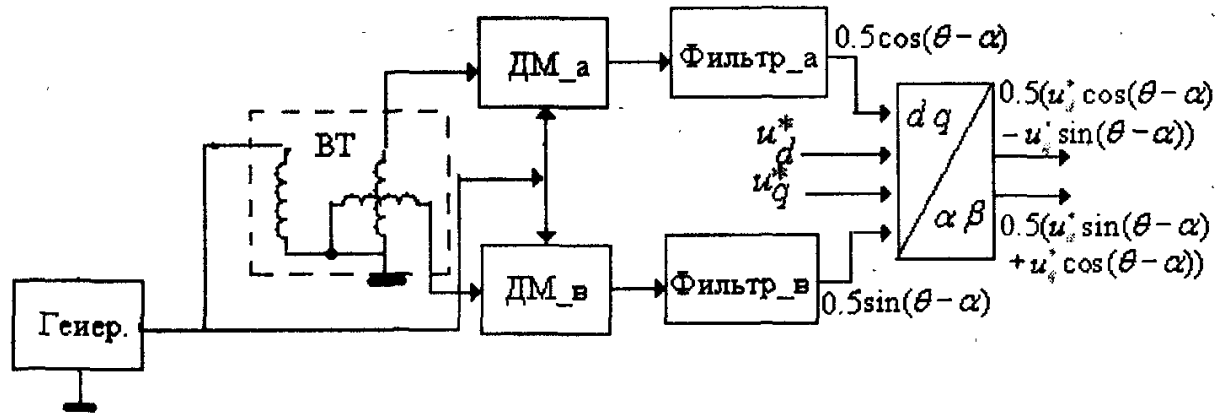 ДМ_а
Фильтр_а
0.5cos(θ−α)
ВТ
u*d
u*q
d q
α β
0.5(u*d cos(θ−α)
− u*q sin(θ−α))
0.5(u*d sin(θ−α)
+ u*q cos(θ−α))
ДМ_в
Фильтр_в
0.5sin(θ−α)
Генер.